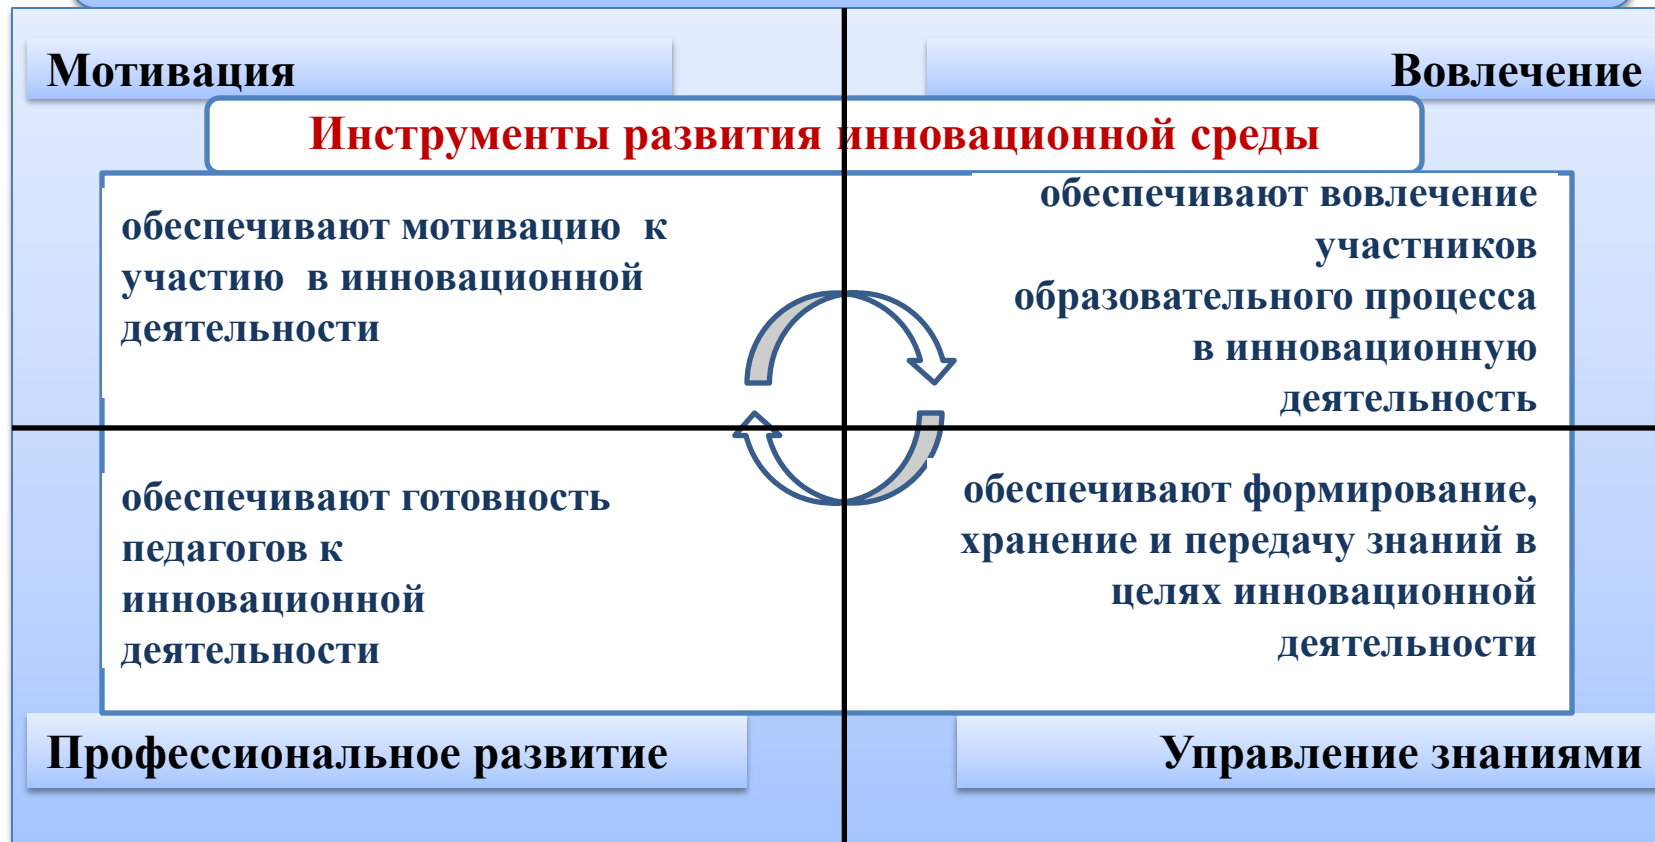 Мотивация
Вовлечение
Инструменты развития инновационной среды
обеспечивают мотивацию к
участию в инновационной
деятельности
обеспечивают вовлечение
участников
образовательного процесса
в инновационную
деятельность
обеспечивают готовность
педагогов к
инновационной
деятельности
обеспечивают формирование,
хранение и передачу знаний в
целях инновационной
деятельности
Профессиональное развитие
Управление знаниями